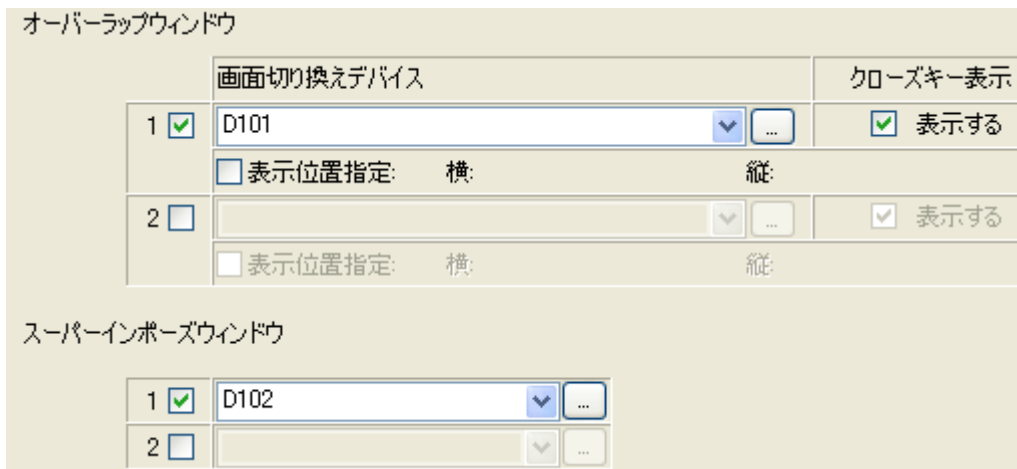 オーバーラップウィンドウ
画面切り換えデバイス クローズキー表示
1 D101 ... 表示する
表示位置指定: 横: 縦:
2 ... 表示する
表示位置指定: 横: 縦:
スーパーインポーズウィンドウ
1 D102 ...
2 ...